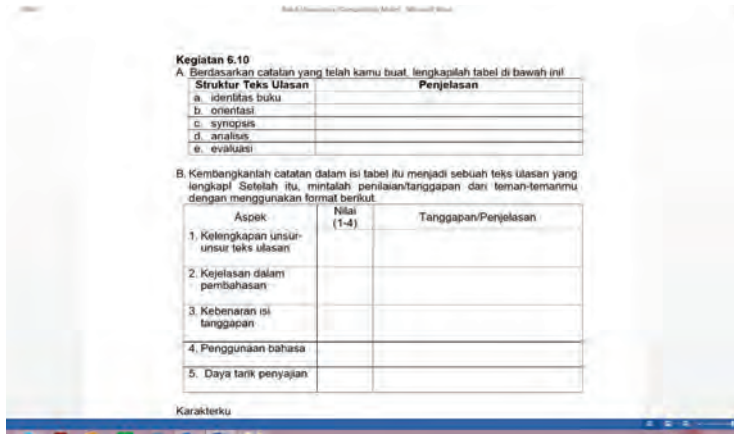 Kegiatan 6.10
A. Berdasarkan catatan yang telah kamu buat, lengkapilah tabel di bawah ini!
Struktur Teks Ulasan Penjelasan
a. identitas buku
b. orientasi
c. synopsis
d. analisis
e. evaluasi
B. Kembangkanlah catatan dalam isi tabel itu menjadi sebuah teks ulasan yang
lengkap! Setelah itu, mintalah penilaian/tanggapan dari teman-temanmu
dengan menggunakan format berikut.
Aspek Nilai (1-4) Tanggapan/Penjelasan
1. Kelengkapan unsur-
unsur teks ulasan
2. Kejelasan dalam
pembahasan
3. Kebenaran isi
tanggapan
4. Penggunaan bahasa
5. Daya tarik penyajian
Karakterku